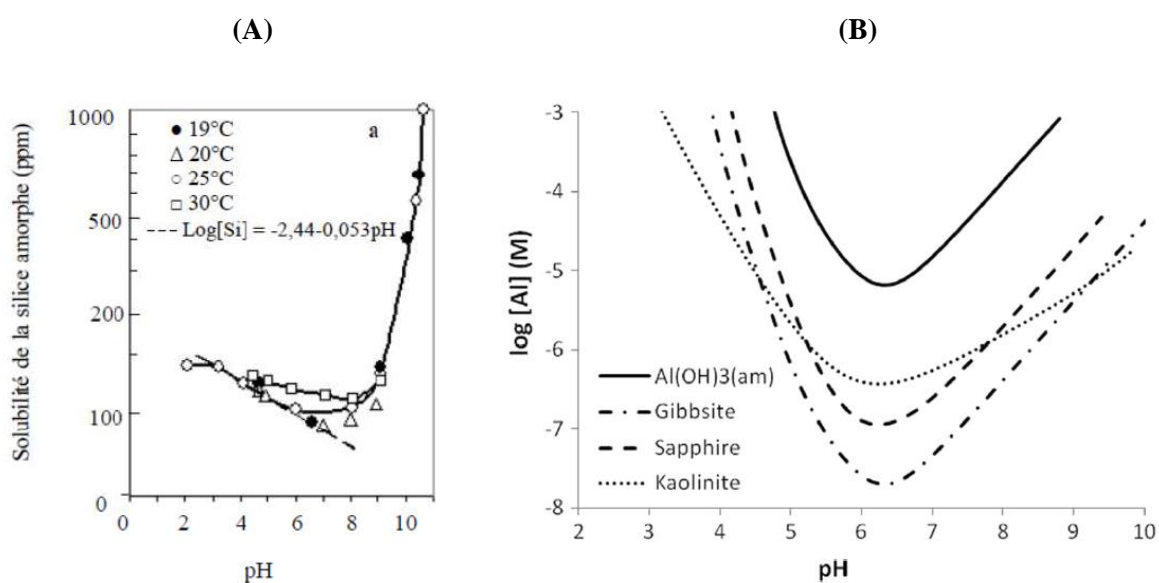 (A)
(B)
Solubilité de la silice amorphe (ppm)
1000
500
200
100
0
a
19°C
20°C
25°C
30°C
Log[Si] = -2,44-0,053pH
0 2 4 6 8 10
pH
log [Al] (M)
-3
-4
-5
-6
-7
-8
Al(OH)3(am)
Gibbsite
Sapphire
Kaolinite
2 3 4 5 6 7 8 9 10
pH